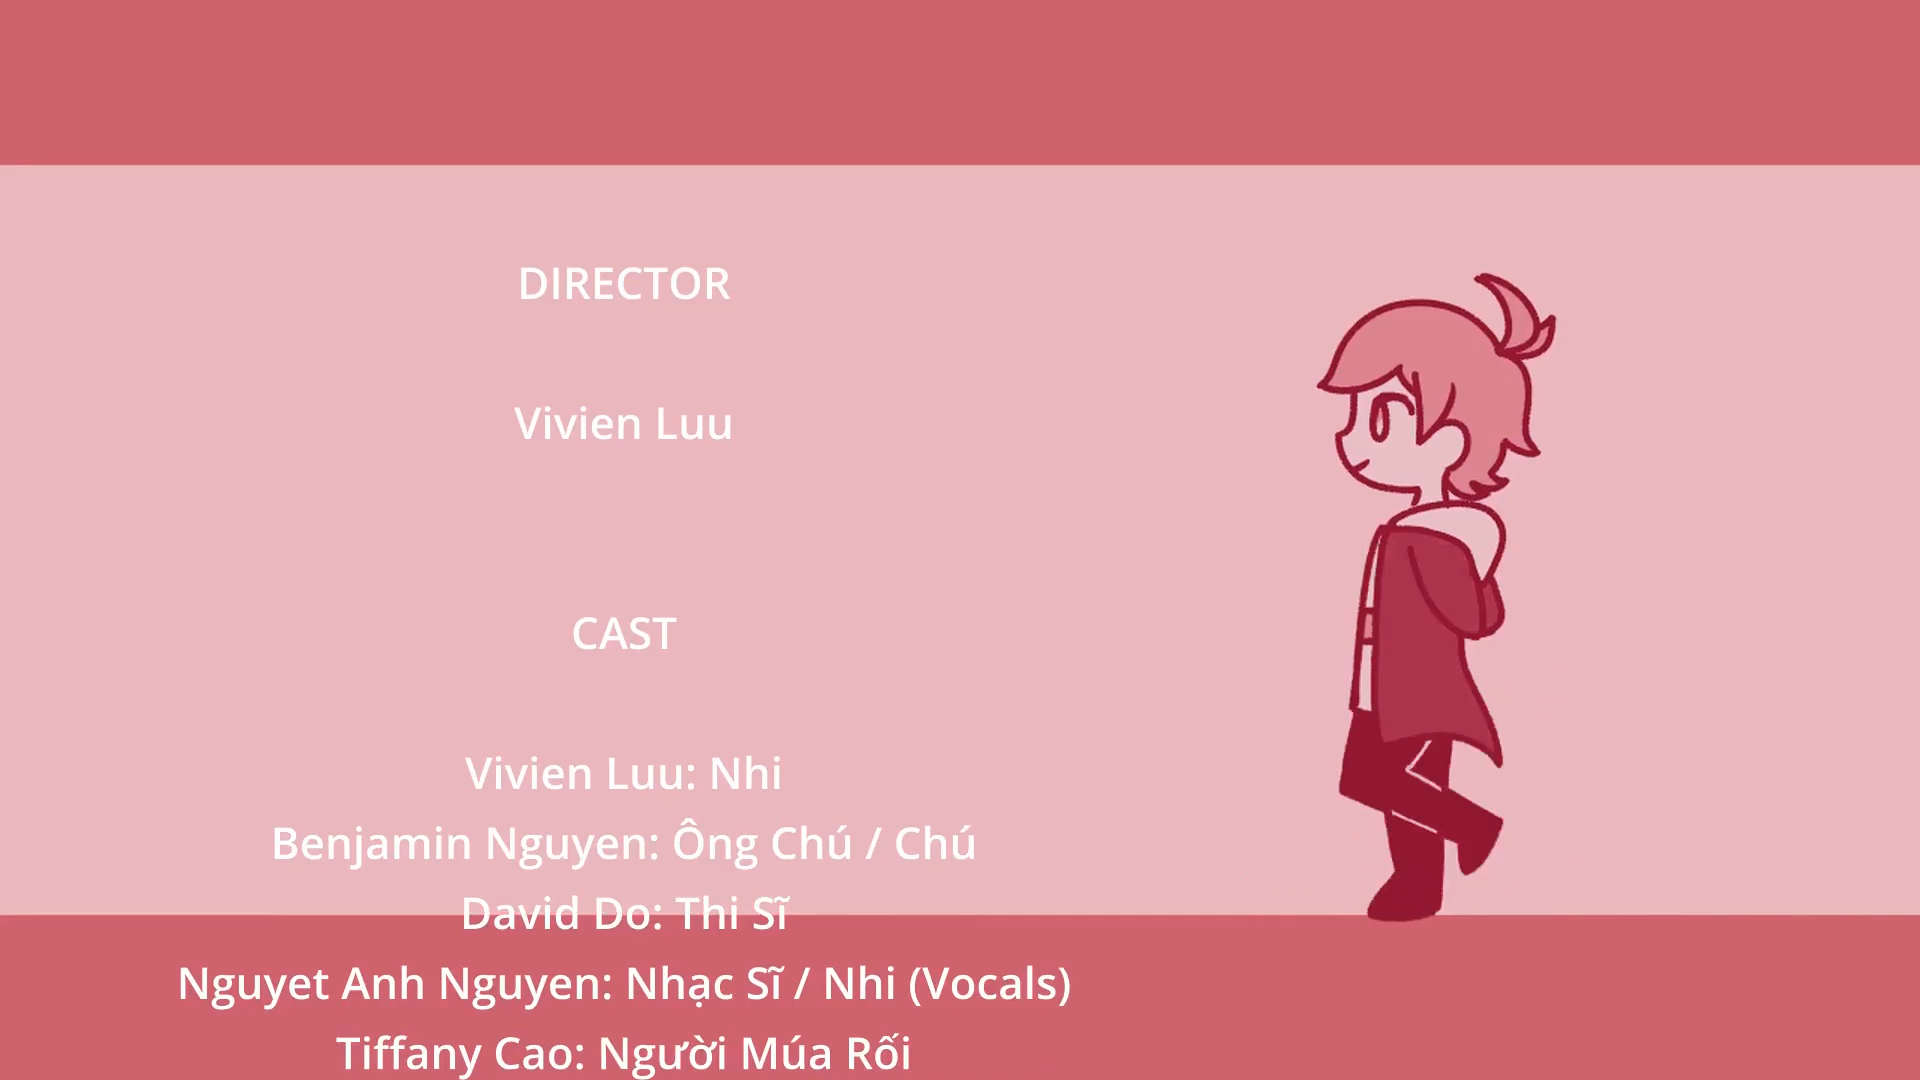 DIRECTOR
Vivien Luu
CAST
Vivien Luu: Nhi
Benjamin Nguyen: Ông Chú / Chú
David Do: Thi Sĩ
Nguyet Anh Nguyen: Nhạc Sĩ / Nhi (Vocals)
Tiffany Cao: Người Múa Rối